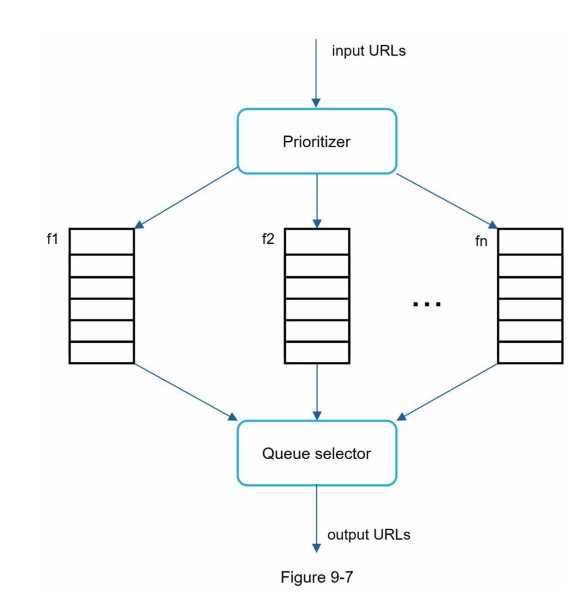 input URLs
Prioritizer
f1
f2
fn
...
Queue selector
output URLs
Figure 9-7